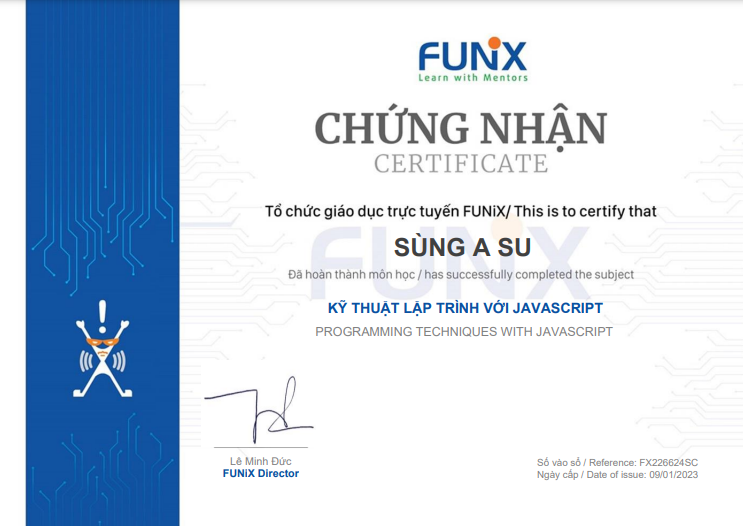 FUNiX
Learn with Mentors
CHỨNG NHẬN
CERTIFICATE
Tổ chức giáo dục trực tuyến FUNiX/ This is to certify that
SÙNG A SU
Đã hoàn thành môn học / has successfully completed the subject
KỸ THUẬT LẬP TRÌNH VỚI JAVASCRIPT
PROGRAMMING TECHNIQUES WITH JAVASCRIPT
Lê Minh Đức
FUNiX Director
Số vào sổ / Reference: FX226624SC
Ngày cấp / Date of issue: 09/01/2023